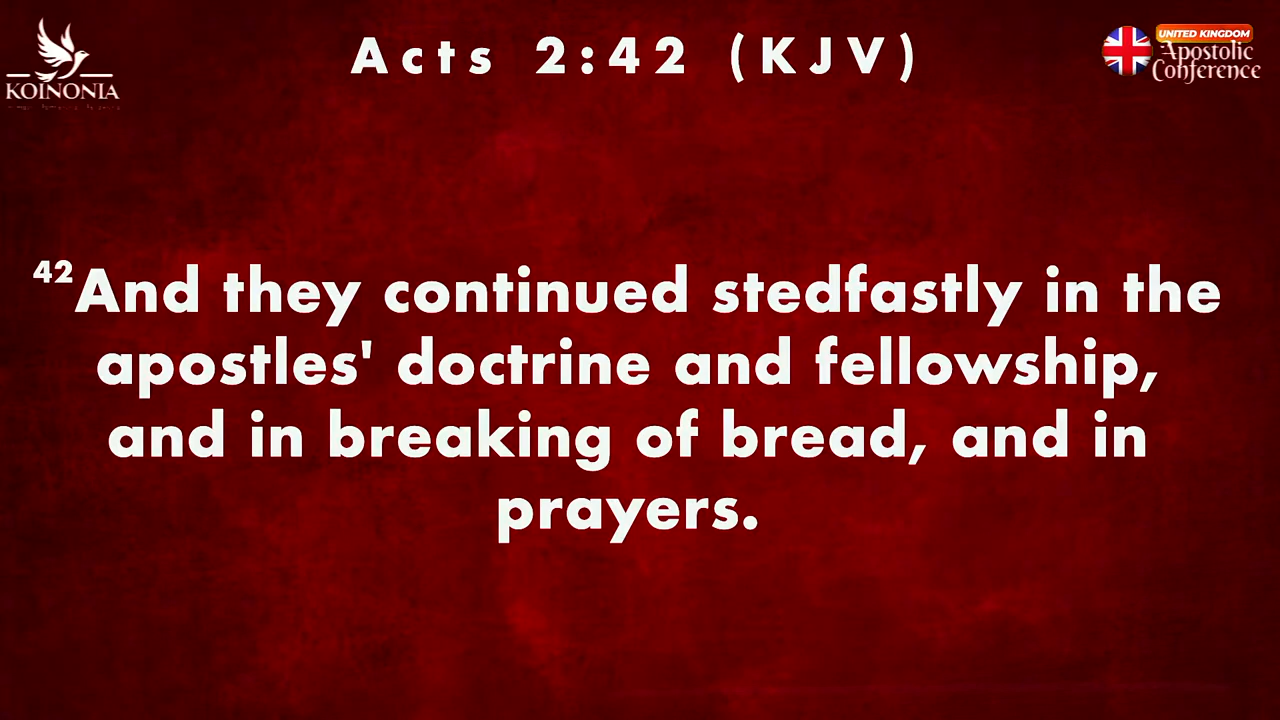 KOINONIA
Acts 2:42 (KJV)
UNITED KINGDOM
Apostolic
Conference
42And they continued stedfastly in the
apostles' doctrine and fellowship,
and in breaking of bread, and in
prayers.